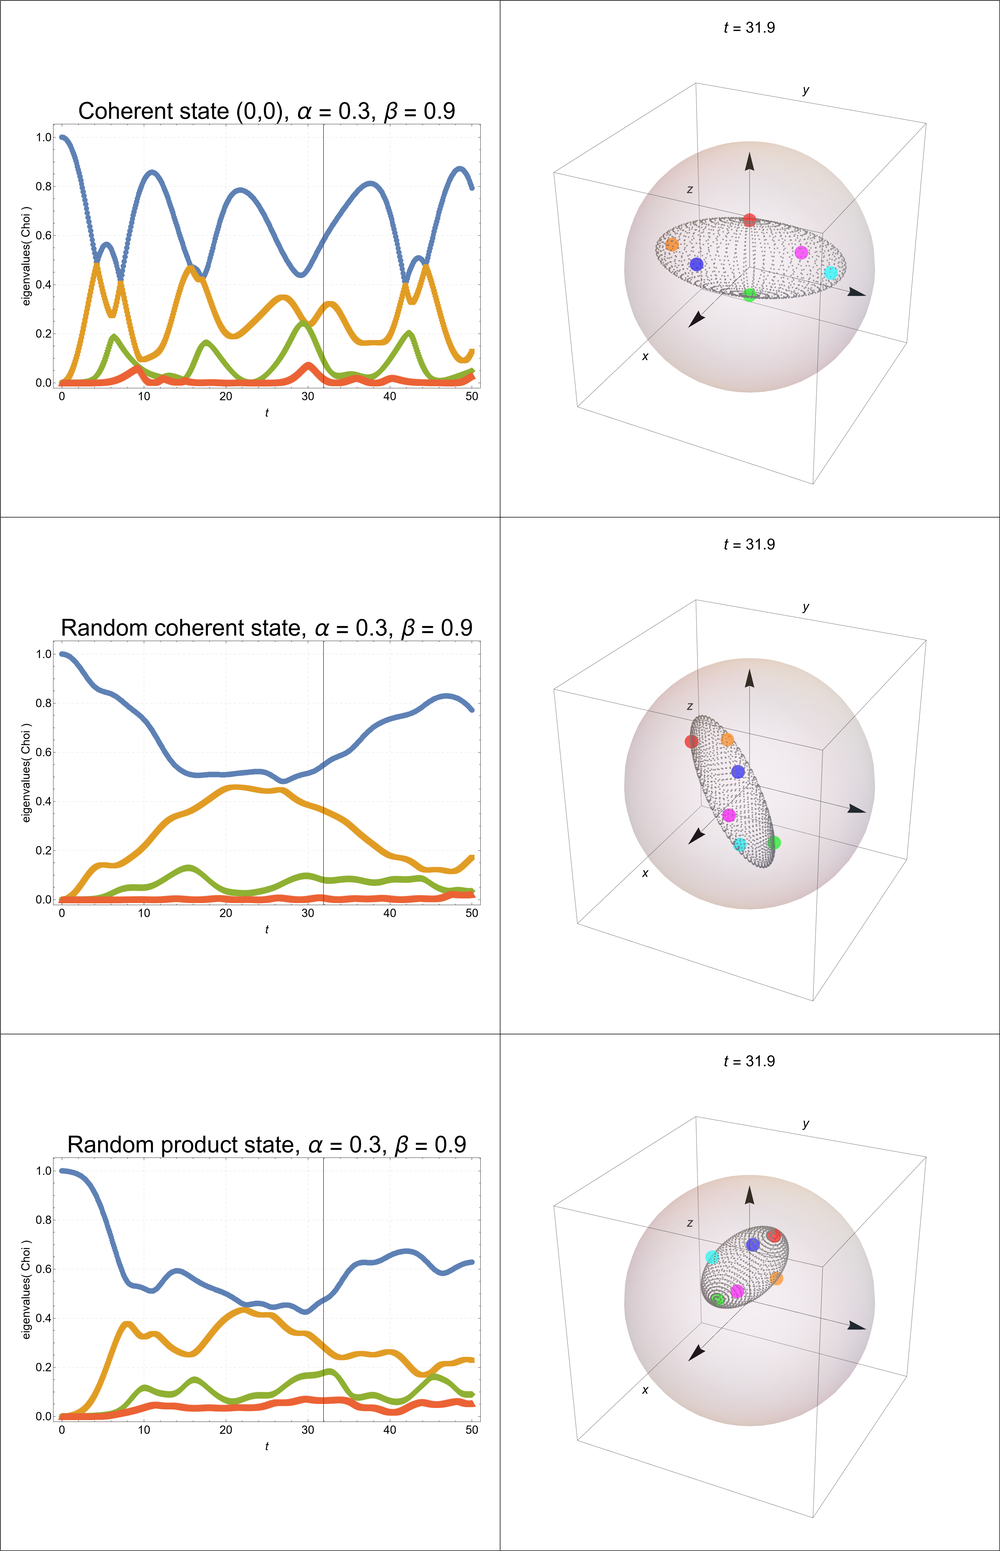 t = 31.9
Coherent state (0,0), α = 0.3, β = 0.9
eigenvalues( Choi )
1.0
0.8
0.6
0.4
0.2
0.0
0
10
20
30
40
50
t
y
z
x
t = 31.9
Random coherent state, α = 0.3, β = 0.9
eigenvalues( Choi )
1.0
0.8
0.6
0.4
0.2
0.0
0
10
20
30
40
50
t
y
z
x
t = 31.9
Random product state, α = 0.3, β = 0.9
eigenvalues( Choi )
1.0
0.8
0.6
0.4
0.2
0.0
0
10
20
30
40
50
t
y
z
x